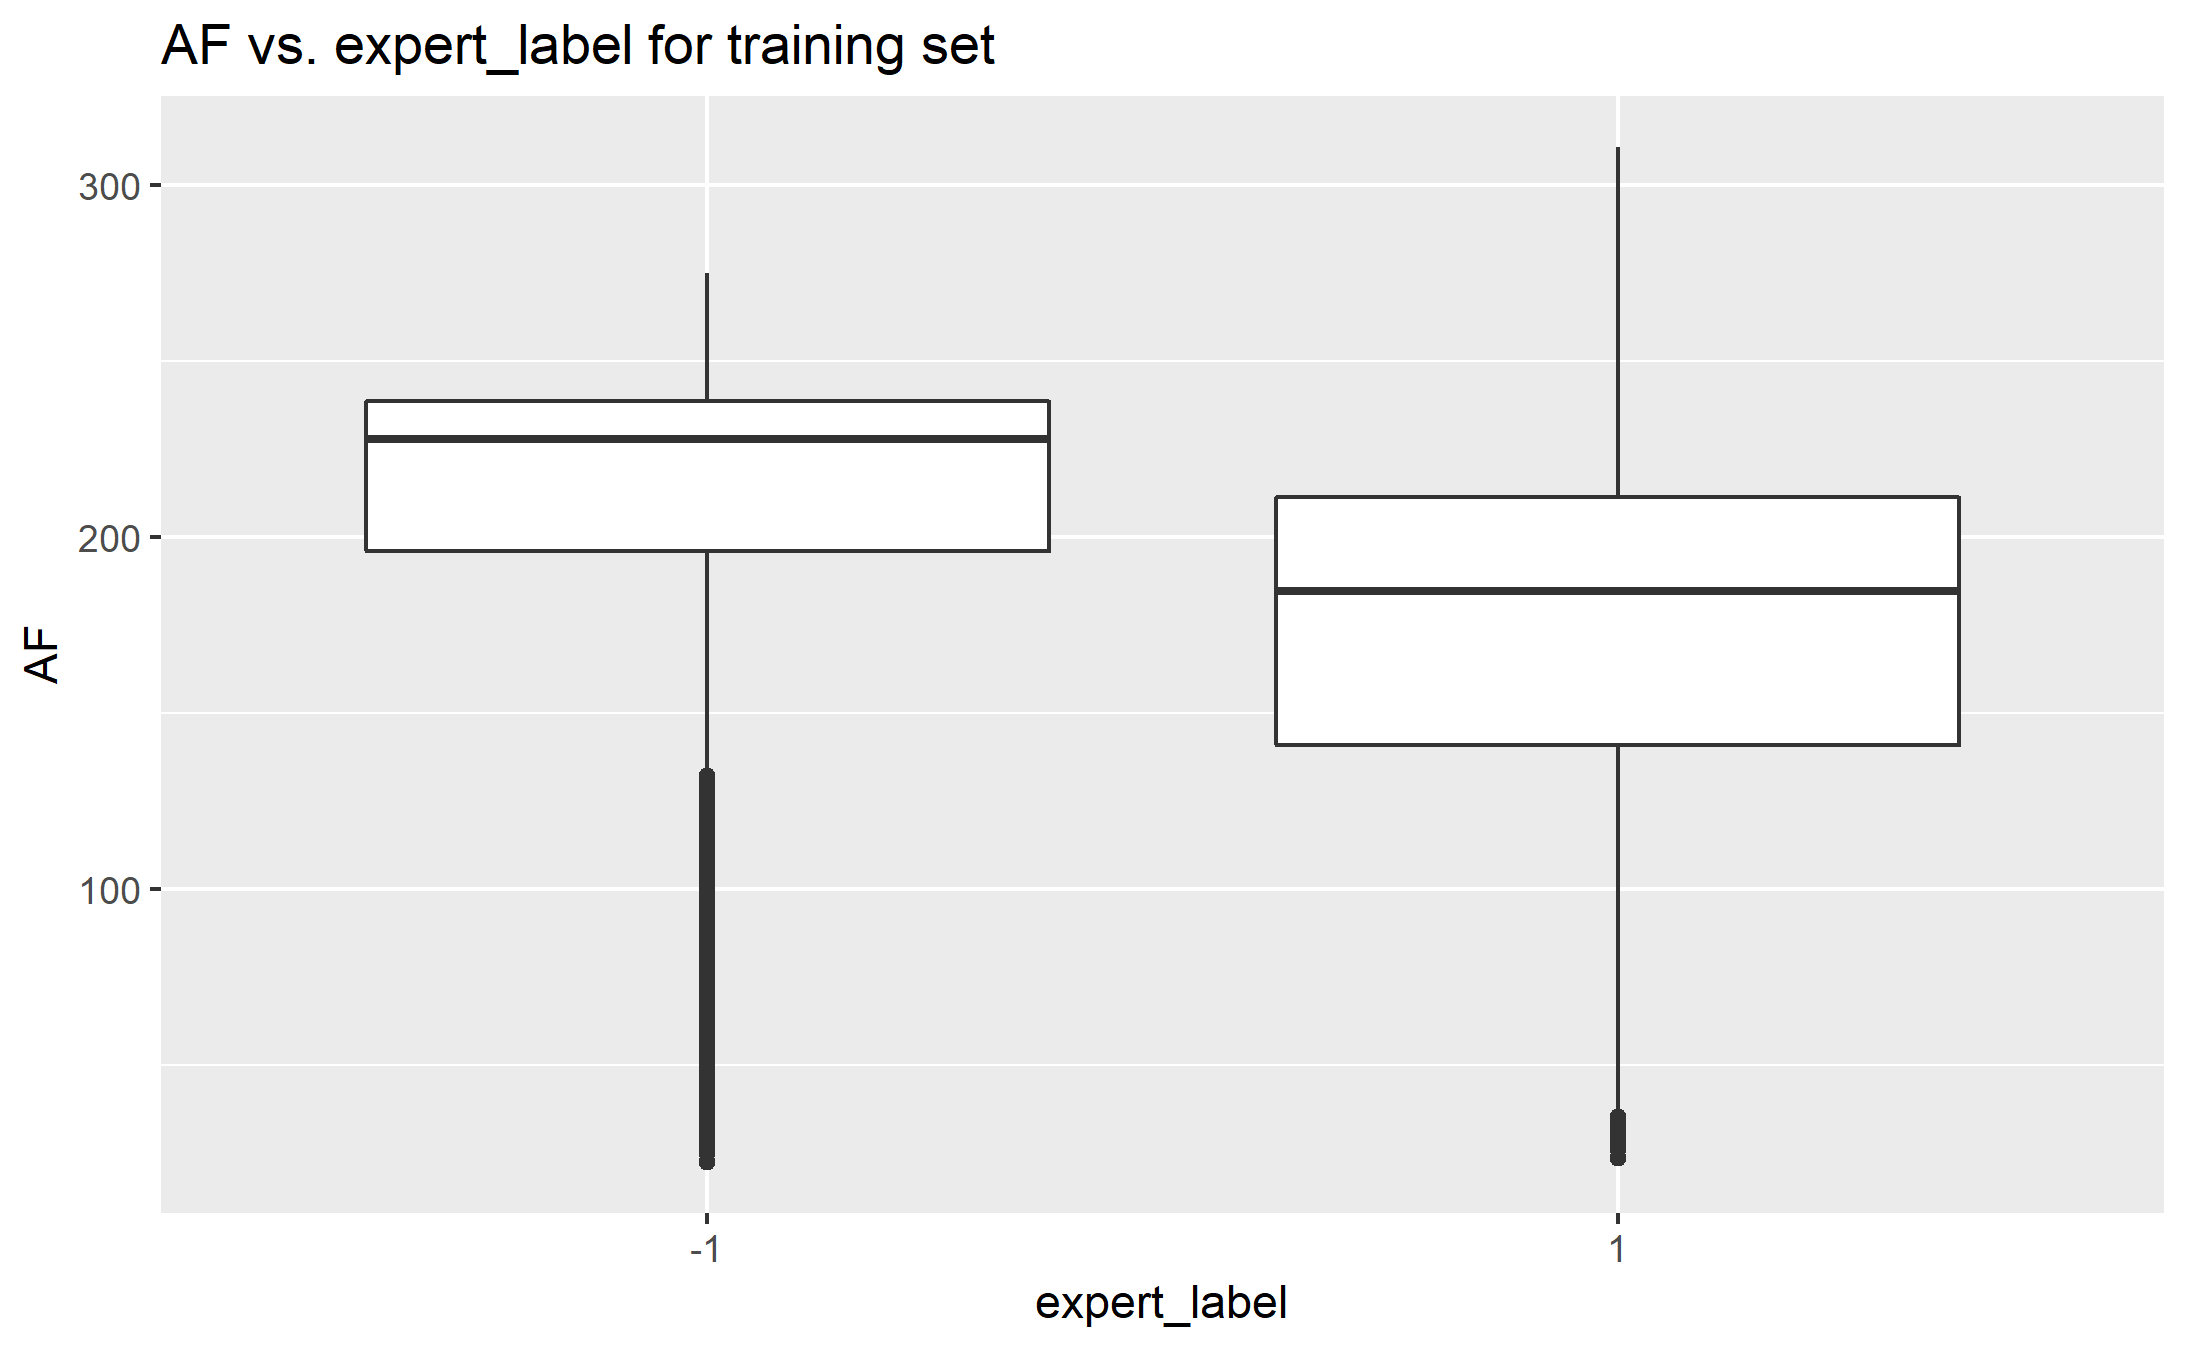 AF vs. expert_label for training set
AF
300
200
100
-1
1
expert_label